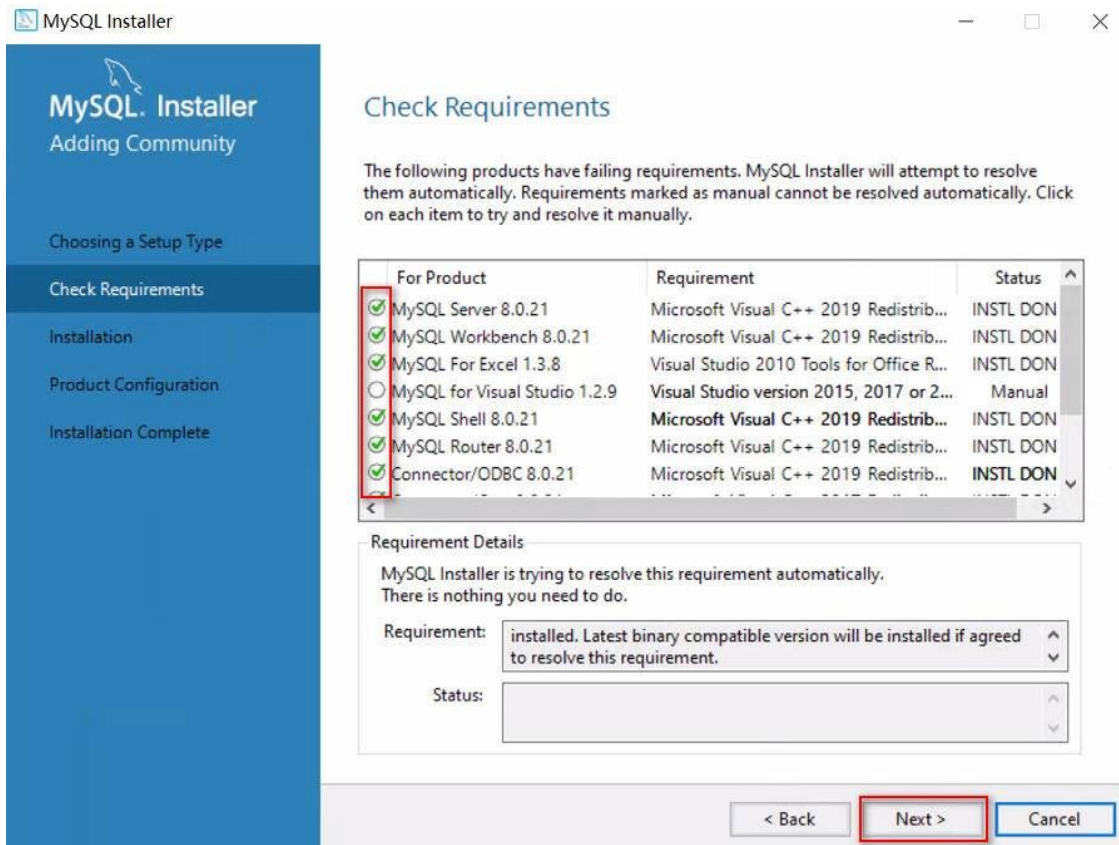 MySQL Installer
MySQL. Installer
Adding Community
Choosing a Setup Type
Check Requirements
Installation
Product Configuration
Installation Complete
Check Requirements
The following products have failing requirements. MySQL Installer will attempt to resolve
them automatically. Requirements marked as manual cannot be resolved automatically. Click
on each item to try and resolve it manually.
For Product Requirement Status
MySQL Server 8.0.21 Microsoft Visual C++ 2019 Redistrib... INSTL DON
MySQL Workbench 8.0.21 Microsoft Visual C++ 2019 Redistrib... INSTL DON
MySQL For Excel 1.3.8 Visual Studio 2010 Tools for Office R... INSTL DON
MySQL for Visual Studio 1.2.9 Visual Studio version 2015, 2017 or 2... Manual
MySQL Shell 8.0.21 Microsoft Visual C++ 2019 Redistrib... INSTL DON
MySQL Router 8.0.21 Microsoft Visual C++ 2019 Redistrib... INSTL DON
Connector/ODBC 8.0.21 Microsoft Visual C++ 2019 Redistrib... INSTL DON
Requirement Details
MySQL Installer is trying to resolve this requirement automatically.
There is nothing you need to do.
Requirement: installed. Latest binary compatible version will be installed if agreed
to resolve this requirement.
Status:
< Back Next > Cancel